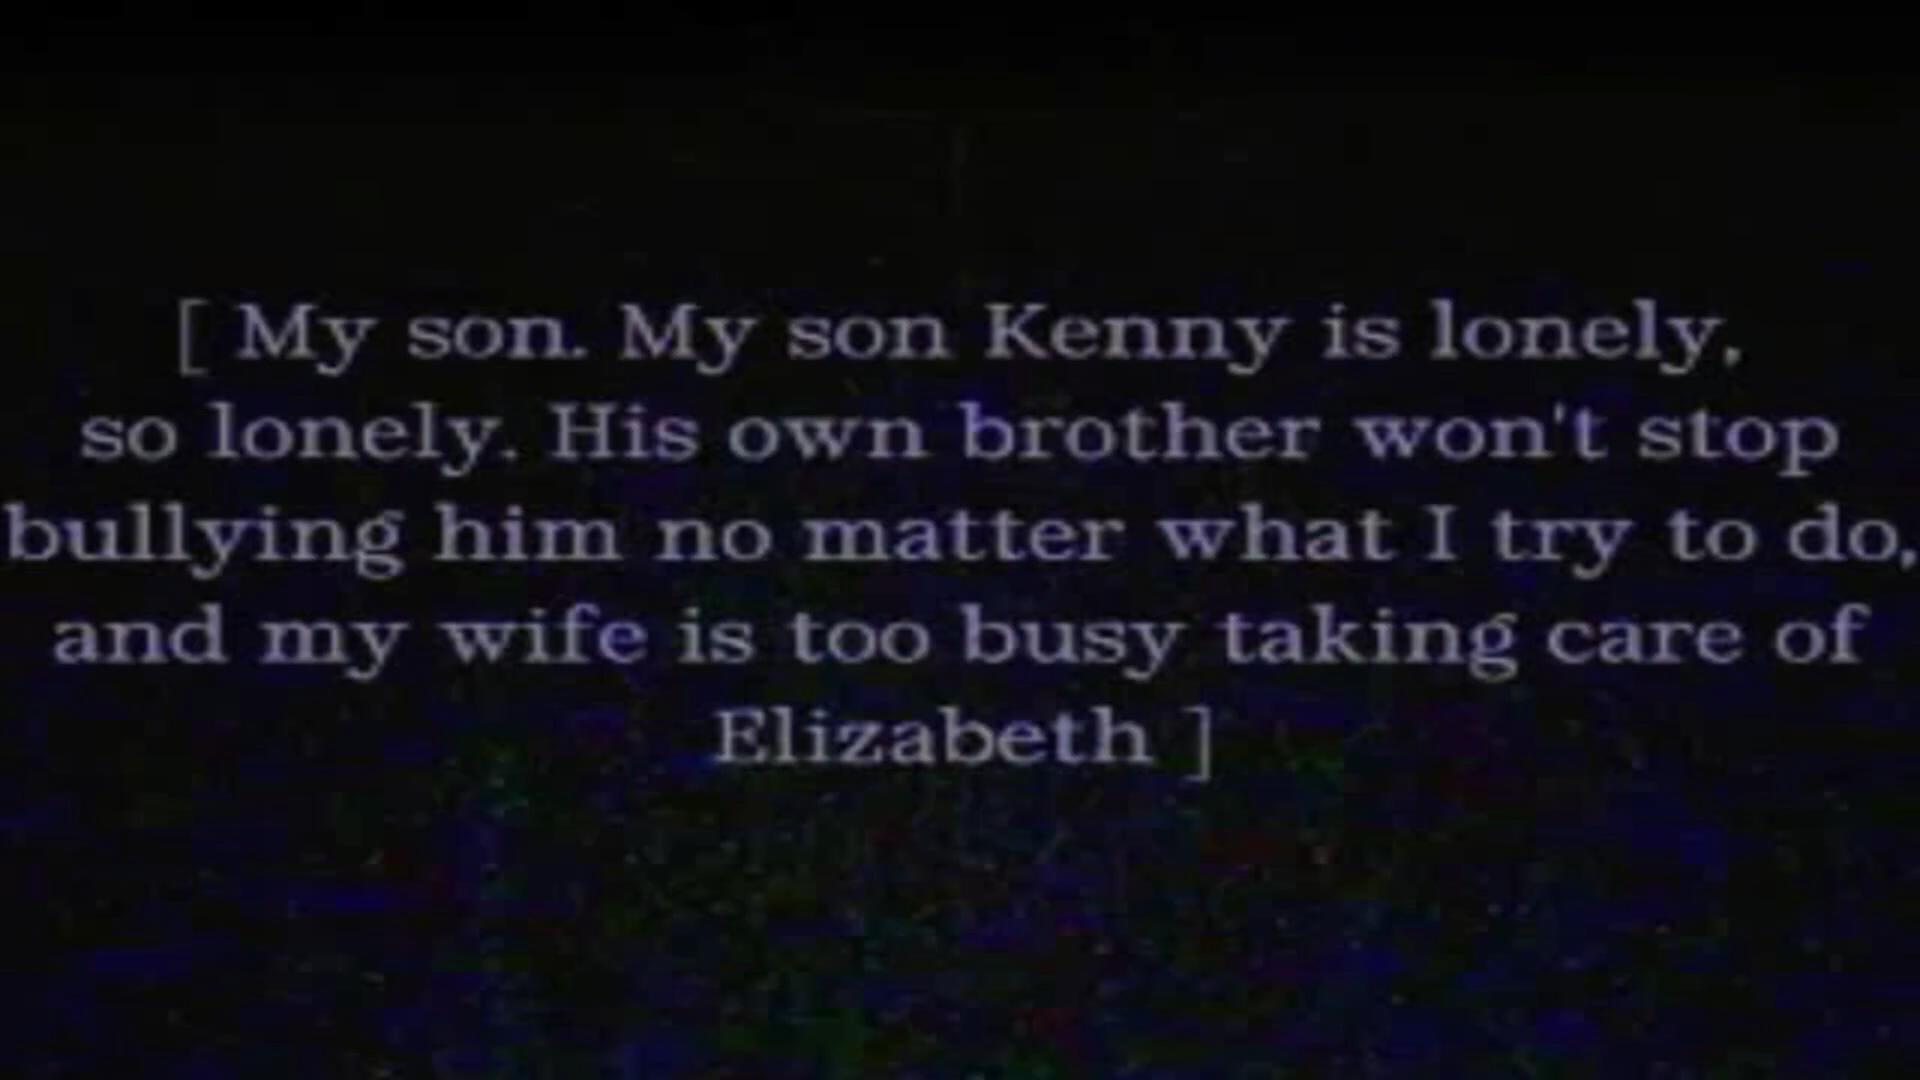 [ My son. My son Kenny is lonely,
so lonely. His own brother won't stop
bullying him no matter what I try to do,
and my wife is too busy taking care of
Elizabeth ]